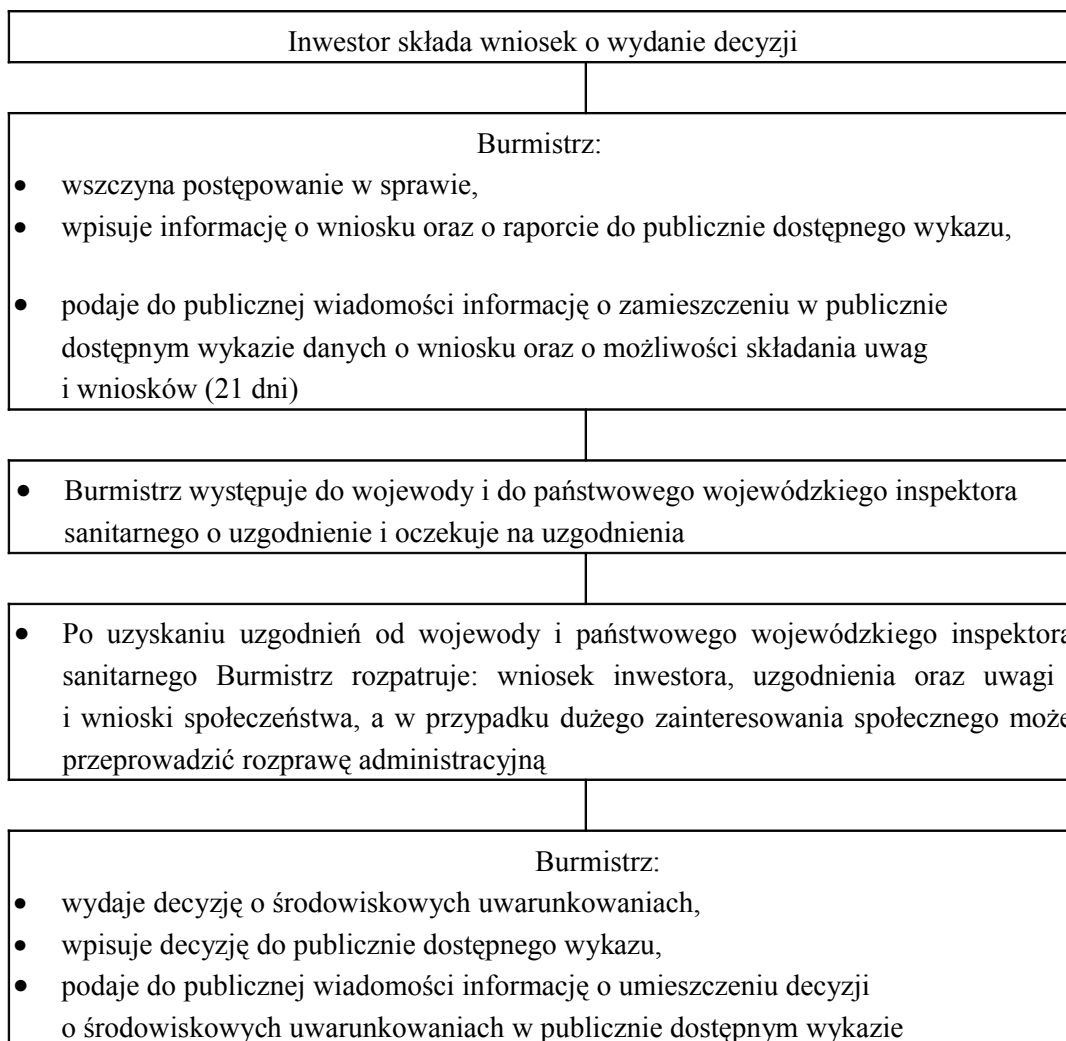 Inwestor składa wniosek o wydanie decyzji
Burmistrz:
• wszczyna postępowanie w sprawie,
• wpisuje informację o wniosku oraz o raporcie do publicznie dostępnego wykazu,
• podaje do publicznej wiadomości informację o zamieszczeniu w publicznie
dostępnym wykazie danych o wniosku oraz o możliwości składania uwag
i wniosków (21 dni)
• Burmistrz występuje do wojewody i do państwowego wojewódzkiego inspektora
sanitarnego o uzgodnienie i oczekuje na uzgodnienia
• Po uzyskaniu uzgodnień od wojewody i państwowego wojewódzkiego inspektora
sanitarnego Burmistrz rozpatruje: wniosek inwestora, uzgodnienia oraz uwagi
i wnioski społeczeństwa, a w przypadku dużego zainteresowania społecznego może
przeprowadzić rozprawę administracyjną
Burmistrz:
• wydaje decyzję o środowiskowych uwarunkowaniach,
• wpisuje decyzję do publicznie dostępnego wykazu,
• podaje do publicznej wiadomości informację o umieszczeniu decyzji
o środowiskowych uwarunkowaniach w publicznie dostępnym wykazie